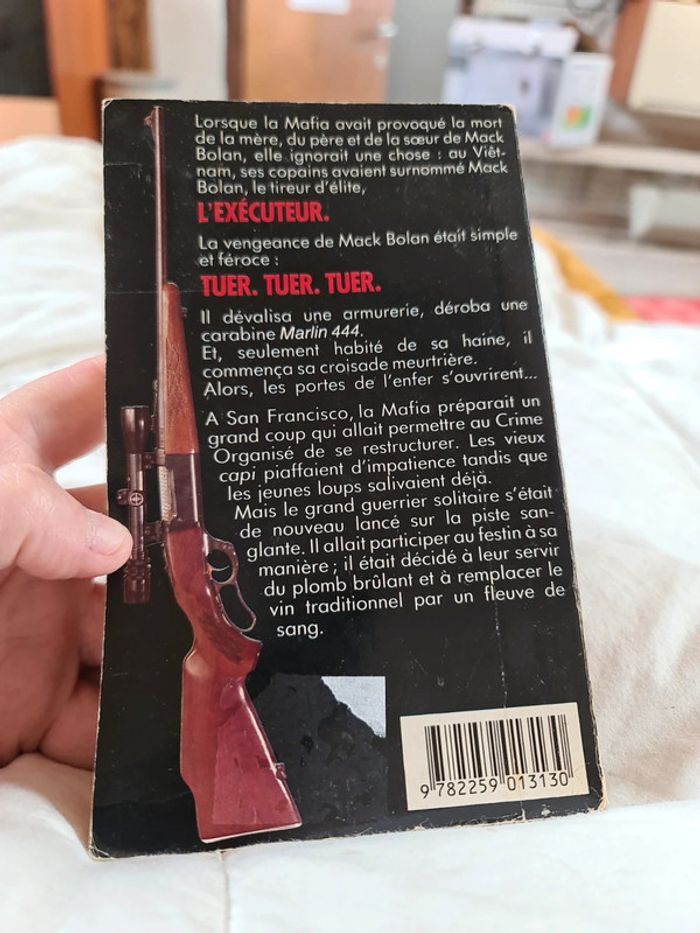 Lorsque la Mafia avait provoqué la mort
de la mère, du père et de la sœur de Mack
Bolan, elle ignorait une chose : au Viêt-
nam, ses copains avaient surnommé Mack
Bolan, le tireur d'élite,
L'EXÉCUTEUR.
La vengeance de Mack Bolan était simple
et féroce :
TUER. TUER. TUER.
Il dévalisa une armurerie, déroba une
carabine Marlin 444.
Et, seulement habité de sa haine, il
commença sa croisade meurtrière.
Alors, les portes de l'enfer s'ouvrirent...
A San Francisco, la Mafia préparait un
grand coup qui allait permettre au Crime
Organisé de se restructurer. Les vieux
capi piaffaient d'impatience tandis que
les jeunes loups salivaient déjà.
Mais le grand guerrier solitaire s'était
de nouveau lancé sur la piste san-
glante. Il allait participer au festin à sa
manière ; il était décidé à leur servir
du plomb brûlant et à remplacer le
vin traditionnel par un fleuve de
sang.
9 782259 013130